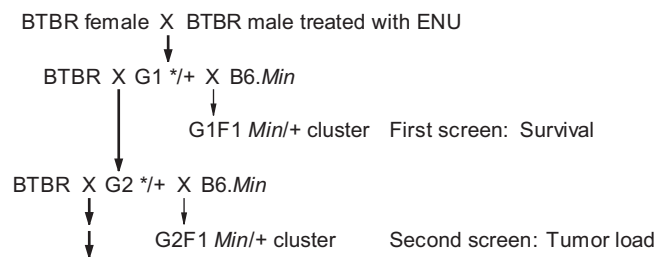 BTBR female X BTBR male treated with ENU
BTBR X G1 */+ X B6.Min
G1F1 Min/+ cluster First screen: Survival
BTBR X G2 */+ X B6.Min
G2F1 Min/+ cluster Second screen: Tumor load